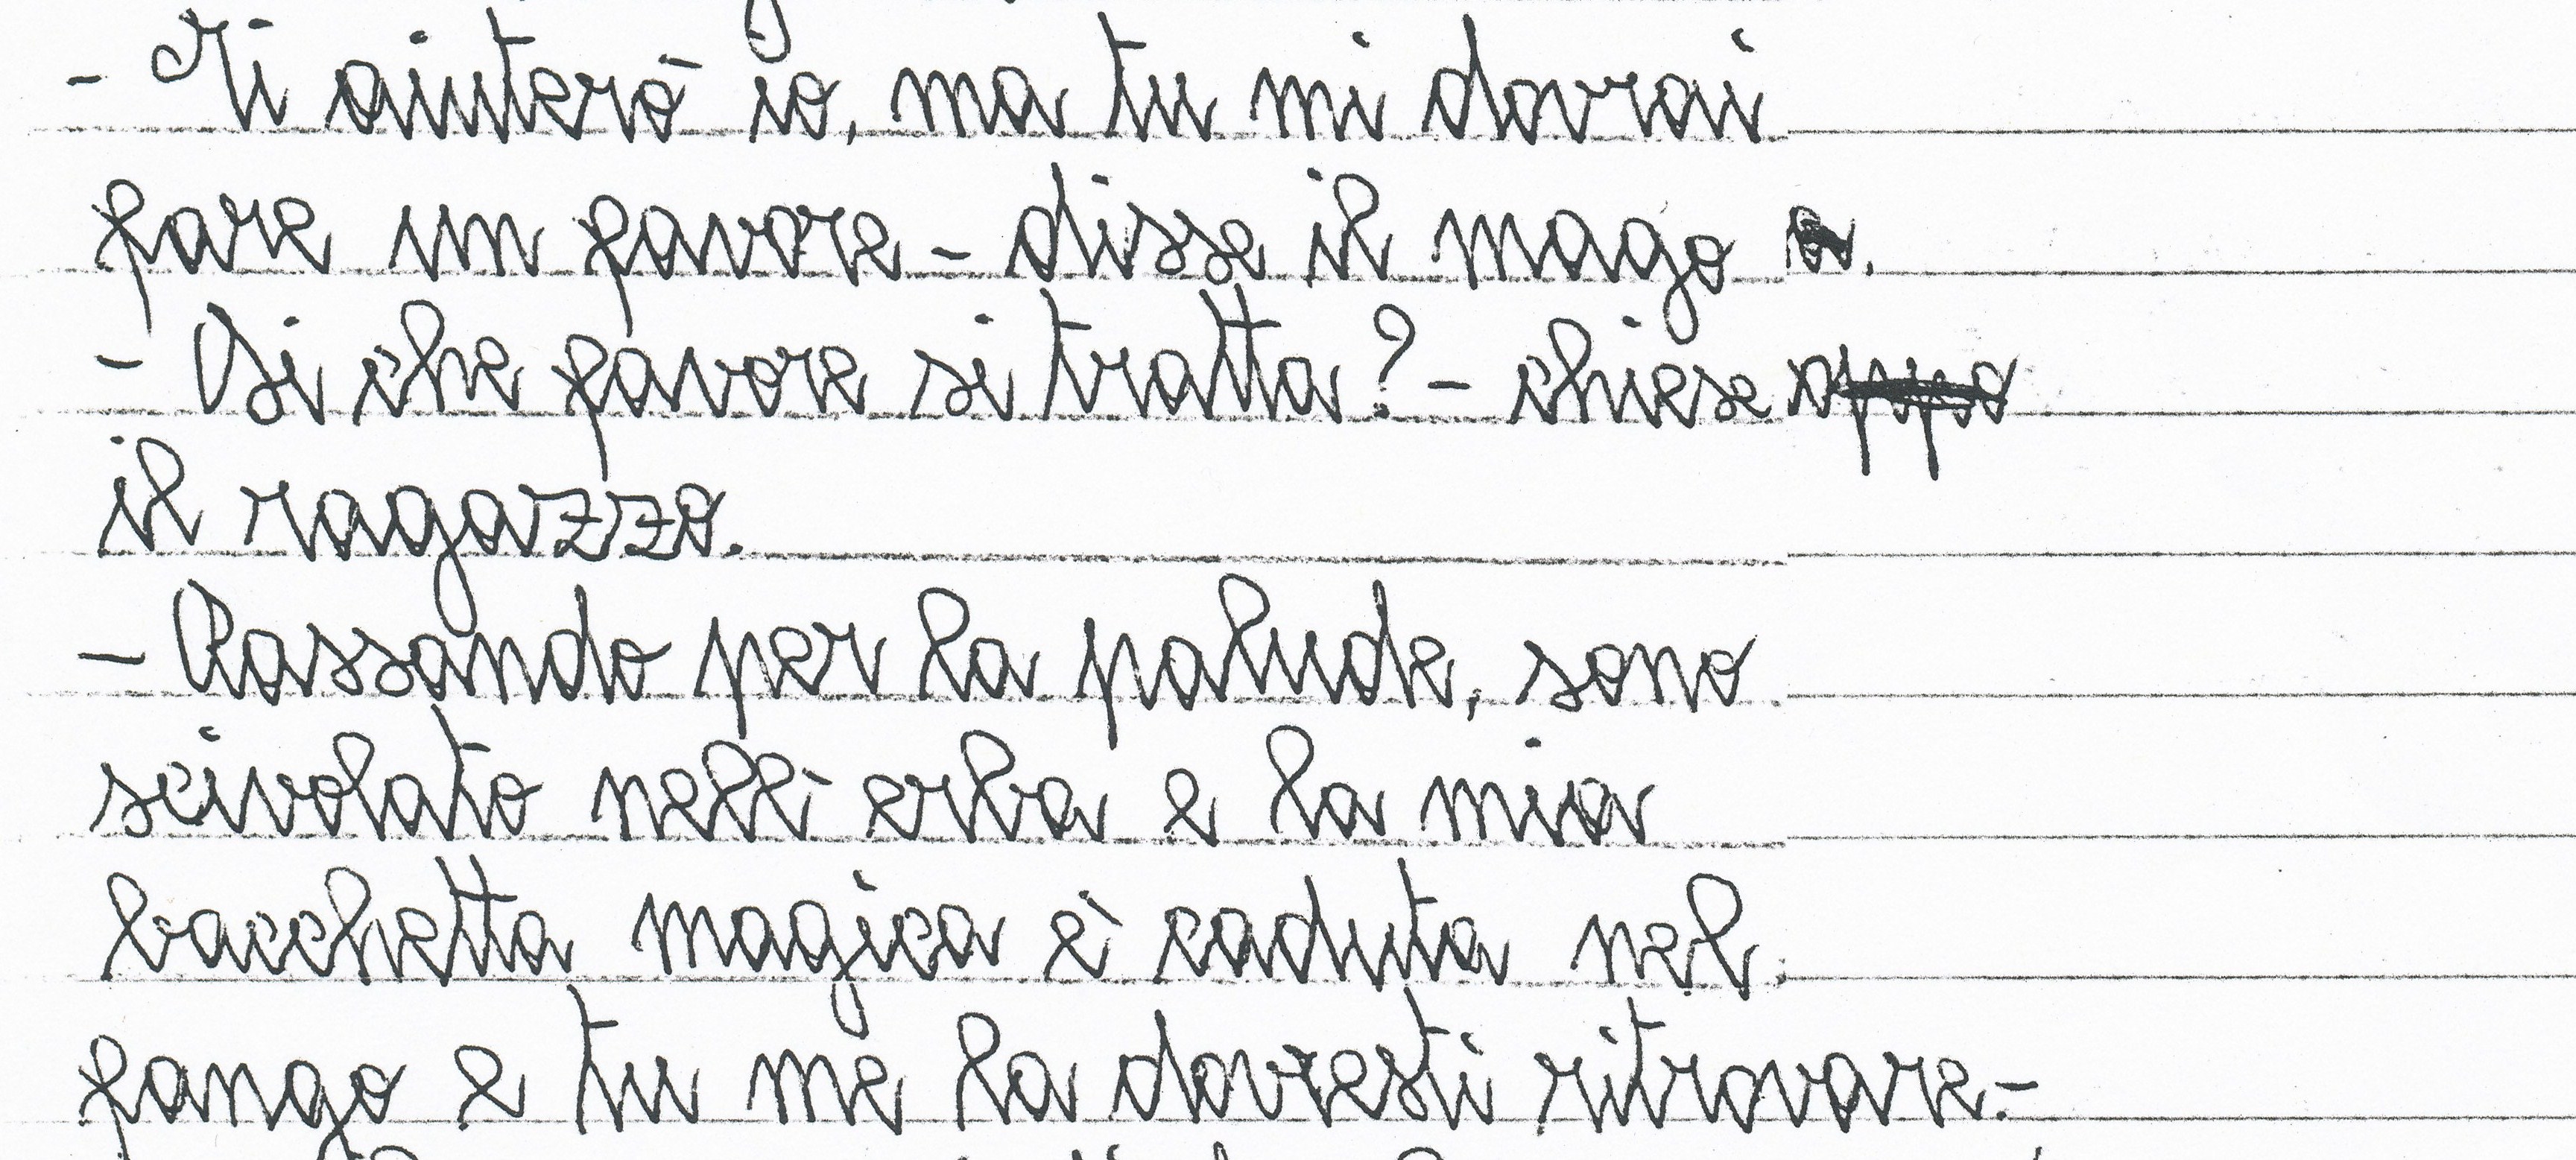 - Ti aiuterò io, ma tu mi dovrai
fare un favore - disse il mago .
- Di che favore si tratta? - chiese
il ragazzo.
- Passando per la palude, sono
scivolato nell' erba e la mia
bacchetta magica è caduta nel
fango e tu me la dovresti ritrovare.-